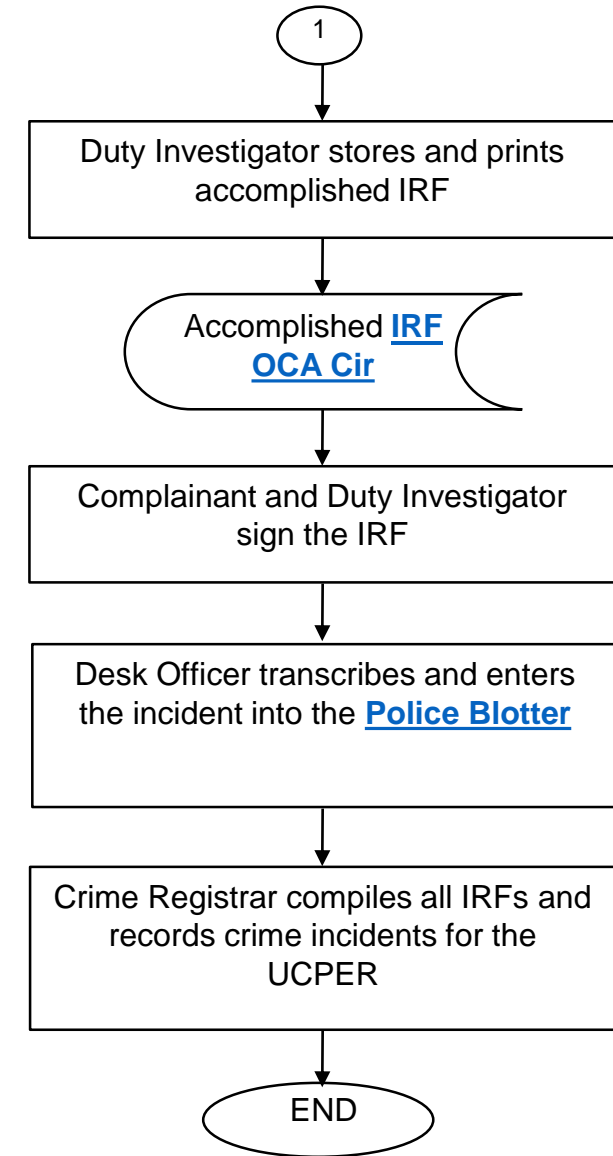 1
Duty Investigator stores and prints
accomplished IRF
Accomplished IRF
OCA Cir
Complainant and Duty Investigator
sign the IRF
Desk Officer transcribes and enters
the incident into the Police Blotter
Crime Registrar compiles all IRFs and
records crime incidents for the
UCPER
END